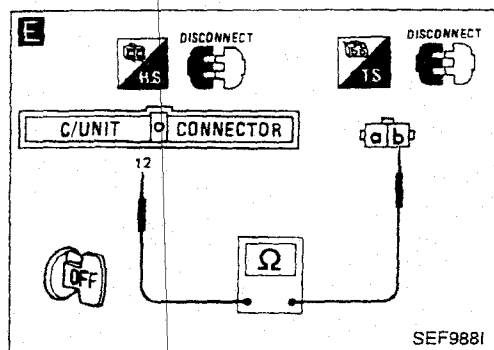 E
DISCONNECT
H.S
DISCONNECT
T.S
C/UNIT
CONNECTOR
a
b
12
OFF
Ω
SEF988I